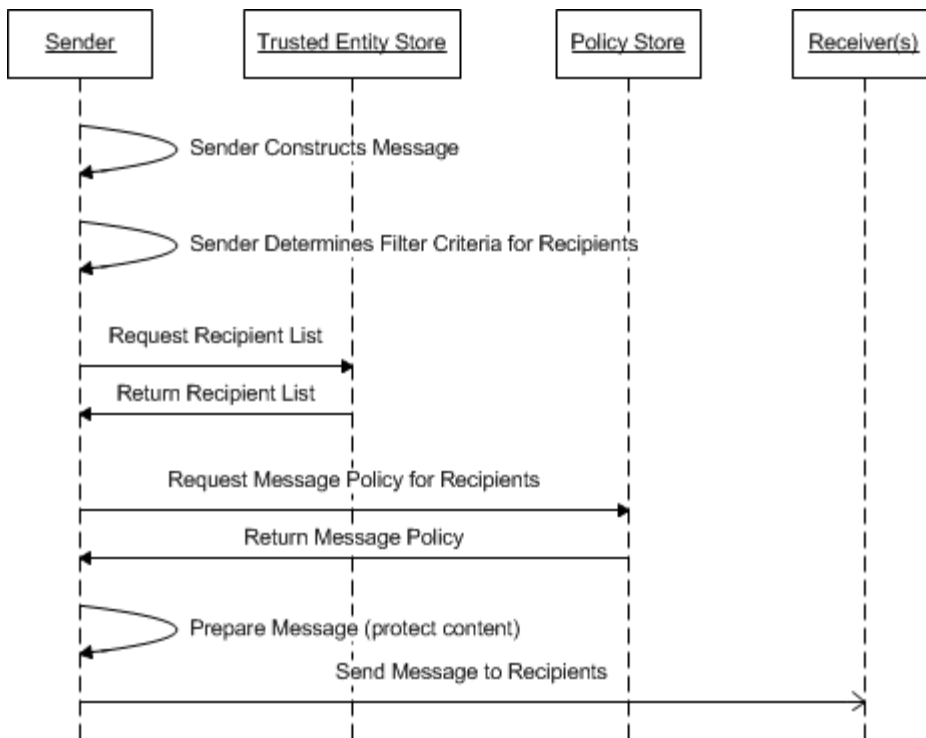 Sender
Trusted Entity Store
Policy Store
Receiver(s)
Sender Constructs Message
Sender Determines Filter Criteria for Recipients
Request Recipient List
Return Recipient List
Request Message Policy for Recipients
Return Message Policy
Prepare Message (protect content)
Send Message to Recipients